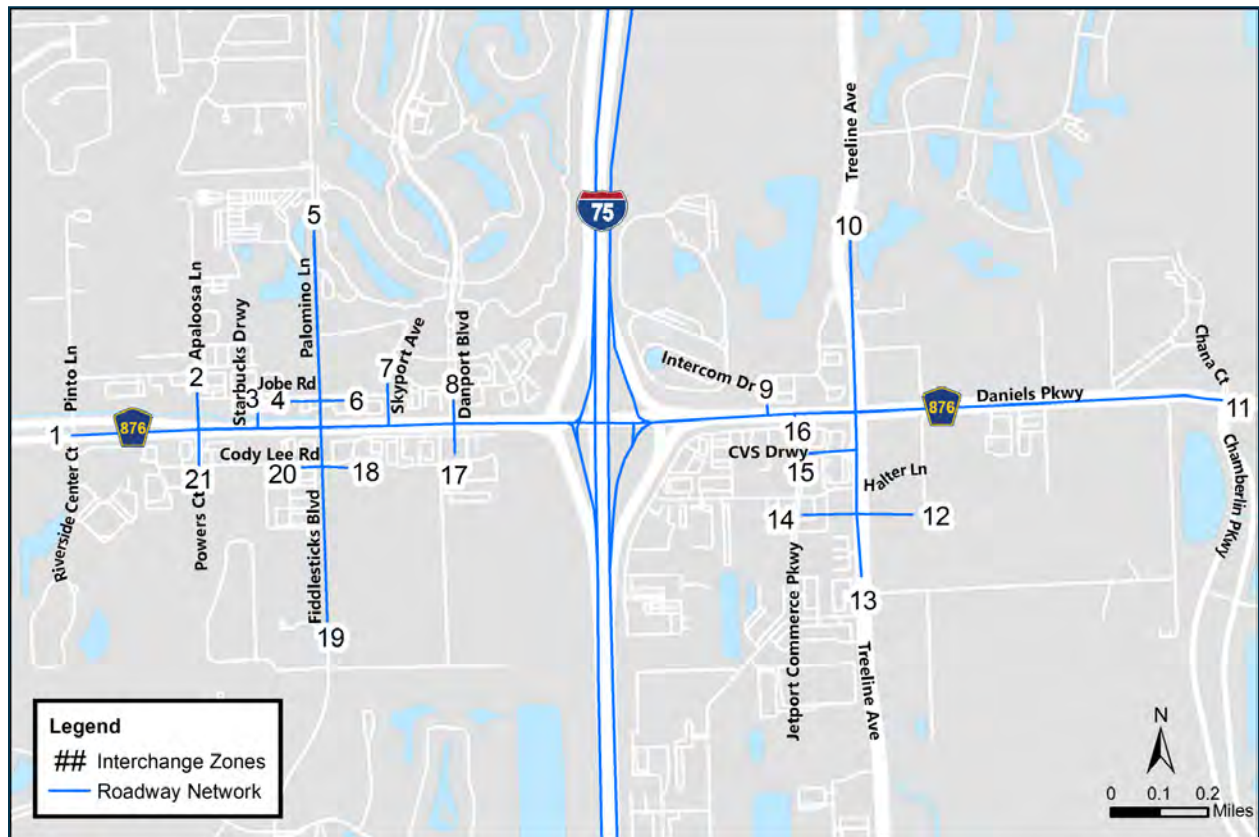 Treeline Ave
75
5
10
Pinto Ln
Apaloosa Ln
Starbucks Drwy
Palomino Ln
Skyport Ave
Danport Blvd
Intercom Dr
Chana Ct
2
3
Jobe Rd
4
6
7
8
9
876
Daniels Pkwy
11
1
876
16
Cody Lee Rd
CVS Drwy
21
20
18
17
15
Halter Ln
Riverside Center Ct
Powers Ct
Fiddlesticks Blvd
14
12
Chamberlin Pkwy
Jetport Commerce Pkwy
13
19
Treeline Ave
Legend
## Interchange Zones
Roadway Network
N
0 0.1 0.2
Miles